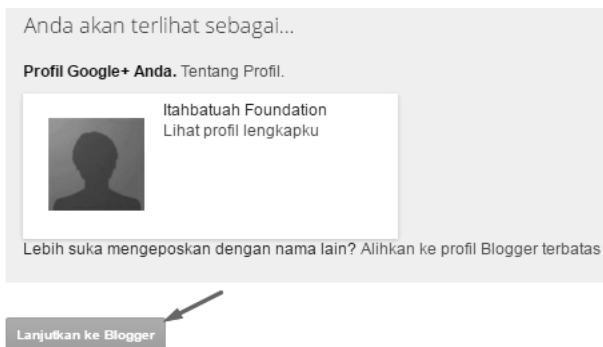 Anda akan terlihat sebagai...
Profil Google+ Anda. Tentang Profil.
Itahbatuah Foundation
Lihat profil lengkapku
Lebih suka mengeposkan dengan nama lain? Alihkan ke profil Blogger terbatas
Lanjutkan ke Blogger